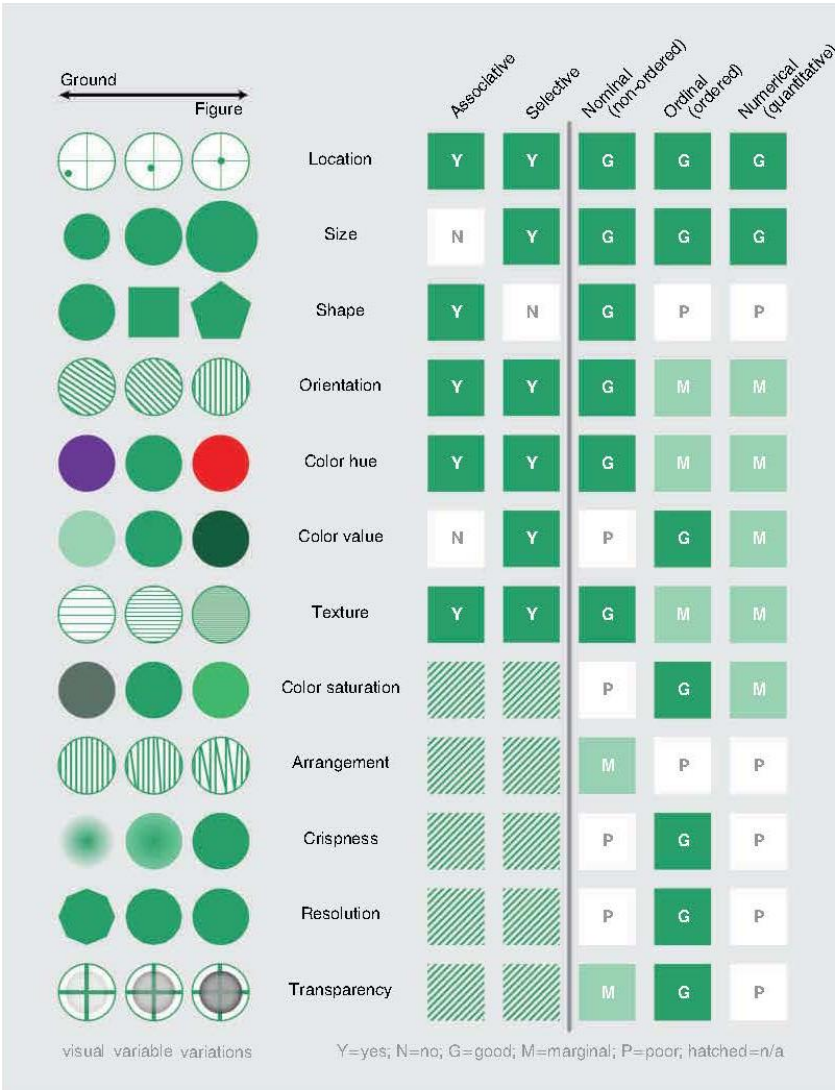 Ground
Figure
Associative
Selective
Nominal
(non-ordered)
Ordinal
(ordered)
Numerical
(quantitative)
Location Y Y G G G
Size N Y G G G
Shape Y N G P P
Orientation Y Y G M M
Color hue Y Y G M M
Color value N Y P G M
Texture Y Y G M M
Color saturation P G M
Arrangement M P P
Crispness P G P
Resolution P G P
Transparency M G P
visual variable variations
Y=yes; N=no; G=good; M=marginal; P=poor; hatched=n/a